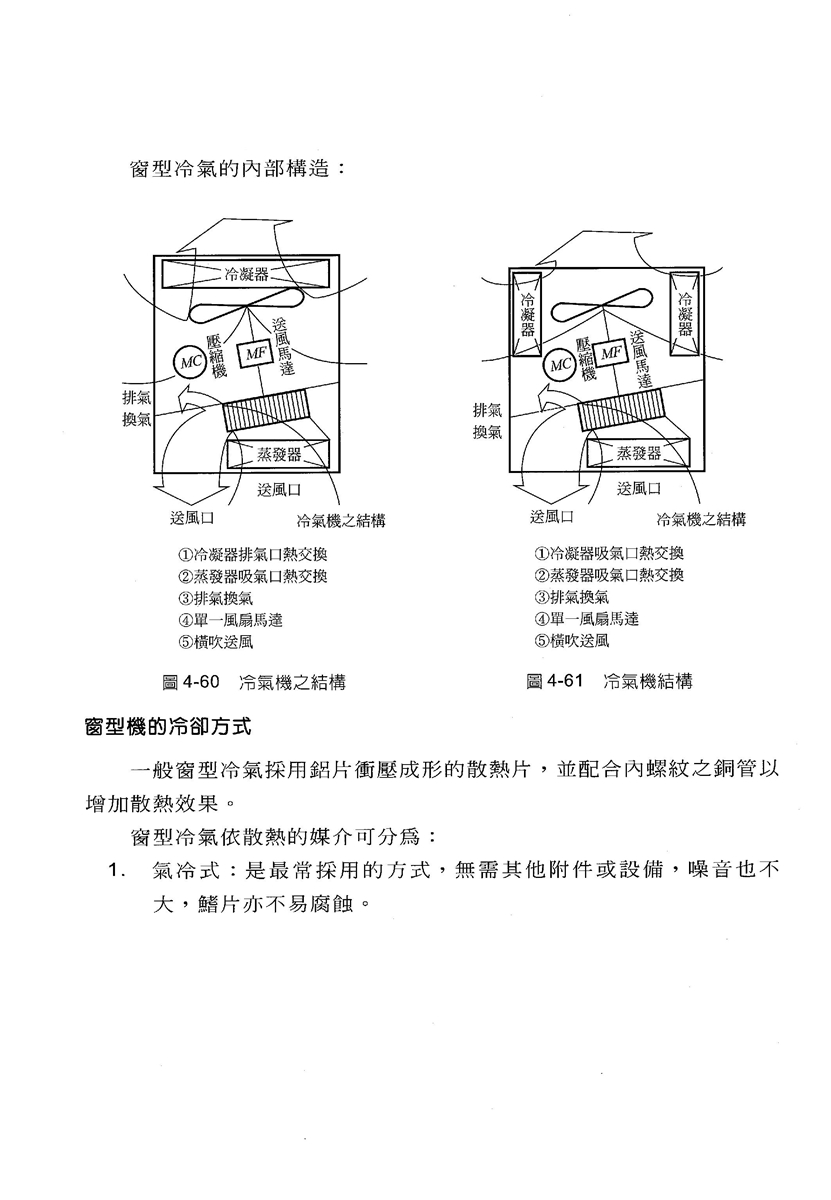 窗型冷氣的內部構造：
冷凝器
MC
壓縮機
MF
送風馬達
排氣
換氣
蒸發器
送風口
送風口
冷氣機之結構
①冷凝器排氣口熱交換
②蒸發器吸氣口熱交換
③排氣換氣
④單一風扇馬達
⑤橫吹送風
圖 4-60 冷氣機之結構
冷凝器
冷凝器
MC
壓縮機
MF
送風馬達
排氣
換氣
蒸發器
送風口
送風口
冷氣機之結構
①冷凝器吸氣口熱交換
②蒸發器吸氣口熱交換
③排氣換氣
④單一風扇馬達
⑤橫吹送風
圖 4-61 冷氣機結構
窗型機的冷卻方式
一般窗型冷氣採用鋁片衝壓成形的散熱片，並配合內螺紋之銅管以
增加散熱效果。
窗型冷氣依散熱的媒介可分為：
1. 氣冷式：是最常採用的方式，無需其他附件或設備，噪音也不
大，鰭片亦不易腐蝕。